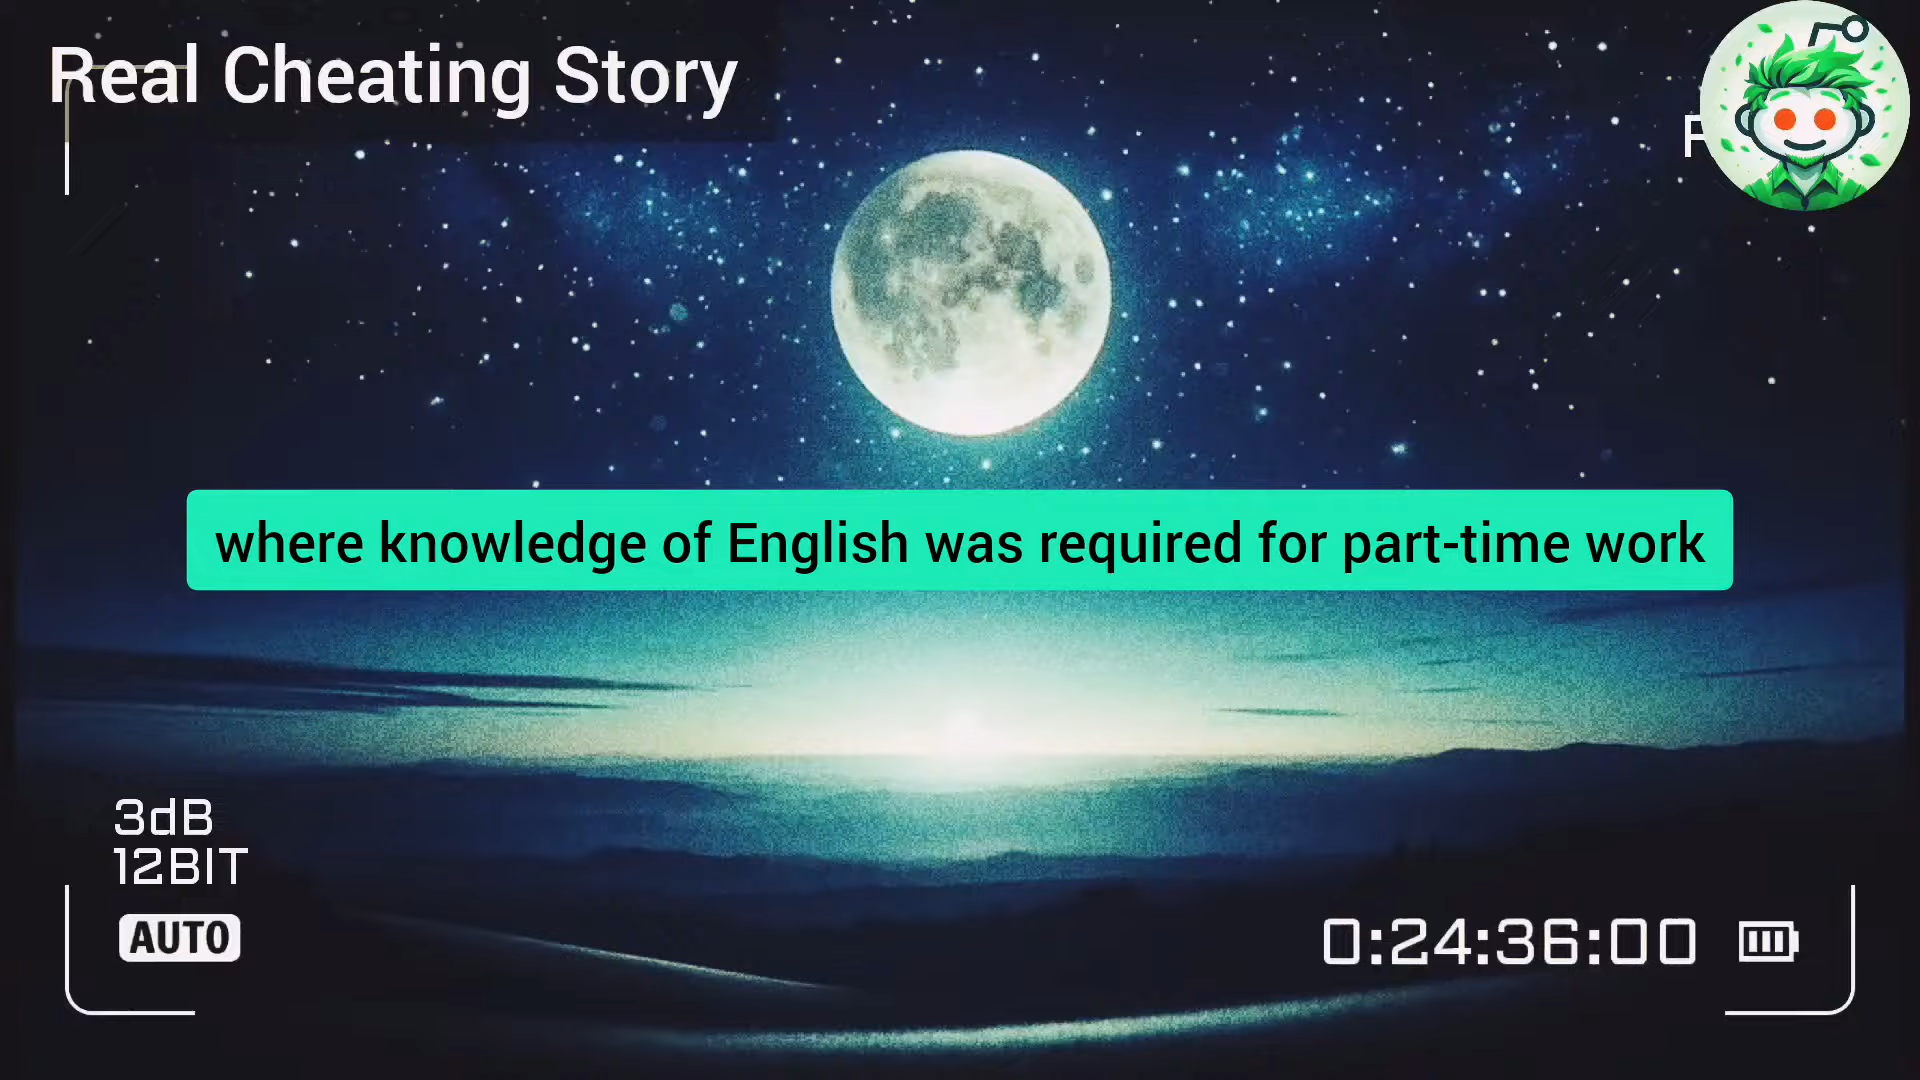 Real Cheating Story
where knowledge of English was required for part-time work
3dB
12BIT
AUTO
0:24:36:00